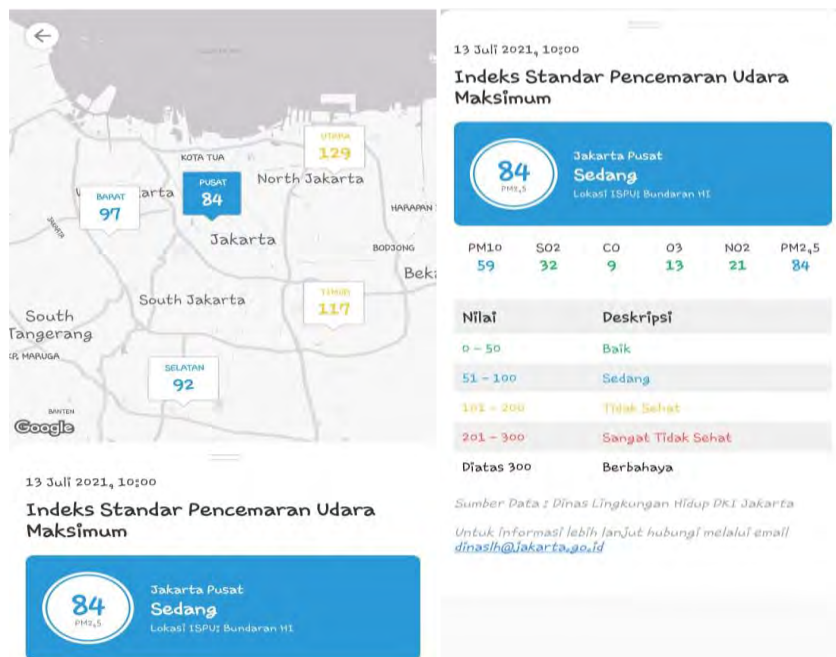 UTARA
129
KOTA TUA
North Jakarta
PUSAT
84
BARAT
97
arta
HARAPAN
JAKARTA
Jakarta
BODJONG
Beka
TIMUR
117
South Jakarta
South
Tangerang
KP. MARUGA
SELATAN
92
BANTEN
Google
13 Juli 2021, 10:00
Indeks Standar Pencemaran Udara
Maksimum
84
PM2,5
Jakarta Pusat
Sedang
Lokasi ISPU: Bundaran HI
13 Juli 2021, 10:00
Indeks Standar Pencemaran Udara
Maksimum
84
PM2,5
Jakarta Pusat
Sedang
Lokasi ISPU: Bundaran HI
PM10 SO2 CO O3 NO2 PM2,5
59 32 9 13 21 84
Nilai Deskripsi
0 - 50 Baik
51 - 100 Sedang
101 - 200 Tidak Sehat
201 - 300 Sangat Tidak Sehat
Diatas 300 Berbahaya
Sumber Data : Dinas Lingkungan Hidup DKI Jakarta
Untuk informasi lebih lanjut hubungi melalui email
dinaslh@jakarta.go.id